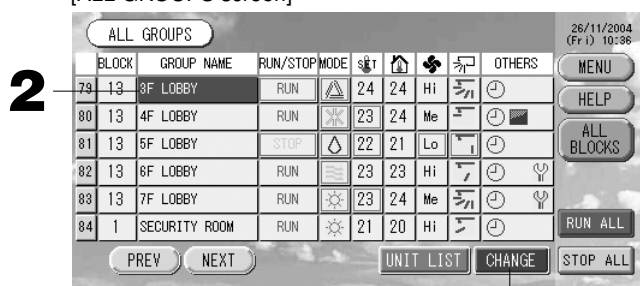 [ALL GROUPS screen]
ALL GROUPS
26/11/2004
(Fri) 10:36
BLOCK GROUP NAME RUN/STOP MODE SET OTHERS
79 13 3F LOBBY RUN 24 24 Hi
80 13 4F LOBBY RUN 23 24 Me
81 13 5F LOBBY STOP 22 21 Lo
82 13 6F LOBBY RUN 23 23 Hi
83 13 7F LOBBY RUN 23 24 Me
84 1 SECURITY ROOM RUN 21 20 Hi
PREV NEXT UNIT LIST CHANGE
MENU
HELP
ALL
BLOCKS
RUN ALL
STOP ALL
2